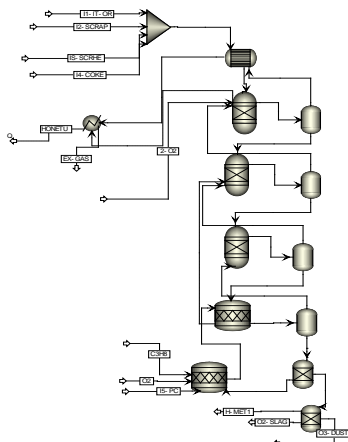 I1- IT- OR
I2- SCRAP
IS- SCRHE
I4- COKE
HONETU
EX- GAS
2- O2
C3H8
O2
I5- PC
H- MET1
O2- SLAG
O3- DUST